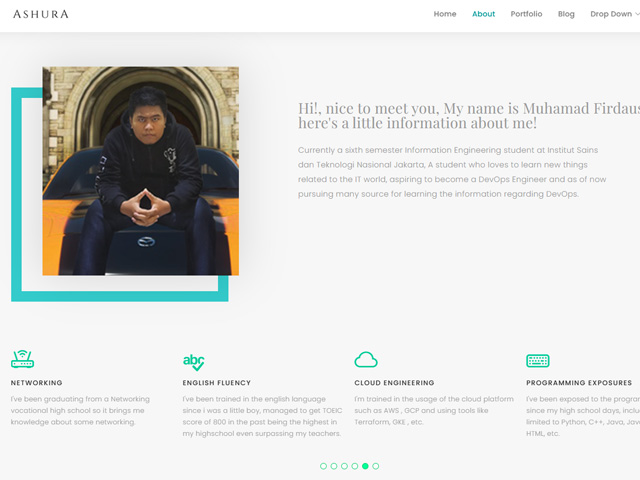 ASHURA
Home About Portfolio Blog Drop Down
Hi!, nice to meet you, My name is Muhamad Firdaus
here's a little information about me!
Currently a sixth semester Information Engineering student at Institut Sains
dan Teknologi Nasional Jakarta, A student who loves to learn new things
related to the IT world, aspiring to become a DevOps Engineer and as of now
pursuing many source for learning the information regarding DevOps.
abc
NETWORKING
I've been graduating from a Networking
vocational high school so it brings me
knowledge about some networking.
ENGLISH FLUENCY
I've been trained in the english language
since i was a little boy, managed to get TOEIC
score of 800 in the past being the highest in
my highschool even surpassing my teachers.
CLOUD ENGINEERING
I'm trained in the usage of the cloud platform
such as AWS , GCP and using tools like
Terraform, GKE , etc.
PROGRAMMING EXPOSURES
I've been exposed to the
since my high school days,
limited to Python, C++, Java,
HTML, etc.